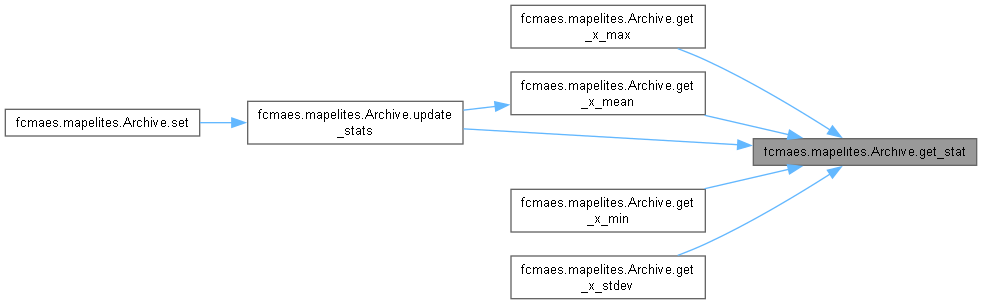 fcmaes.mapelites.Archive.get
_x_max
fcmaes.mapelites.Archive.get
_x_mean
fcmaes.mapelites.Archive.set
fcmaes.mapelites.Archive.update
_stats
fcmaes.mapelites.Archive.get_stat
fcmaes.mapelites.Archive.get
_x_min
fcmaes.mapelites.Archive.get
_x_stdev